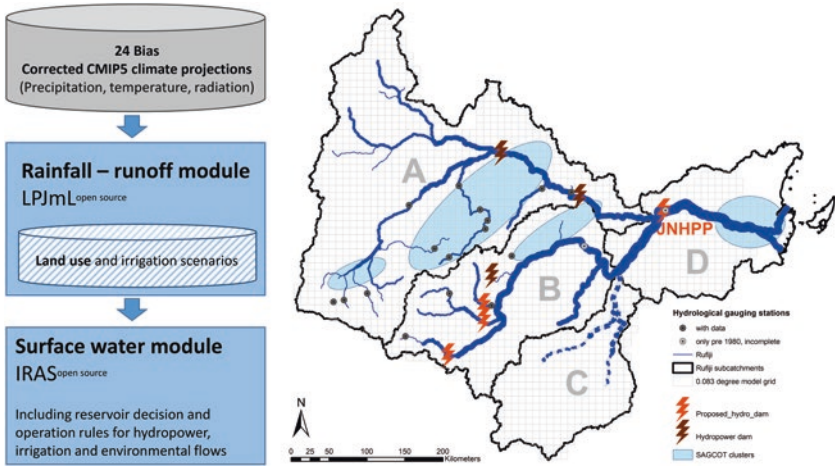 24 Bias
Corrected CMIP5 climate projections
(Precipitation, temperature, radiation)
Rainfall – runoff module
LPJmL open source
Land use and irrigation scenarios
Surface water module
IRAS open source
Including reservoir decision and
operation rules for hydropower,
irrigation and environmental flows
A
B
C
D
JNHPP
N
0 25 50 100 150 200
Kilometers
Hydrological gauging stations
with data
only pre 1980, incomplete
Rufiji
Rufiji subcatchments
0.083 degree model grid
Proposed_hydro_dam
Hydropower dam
SAGCOT clusters